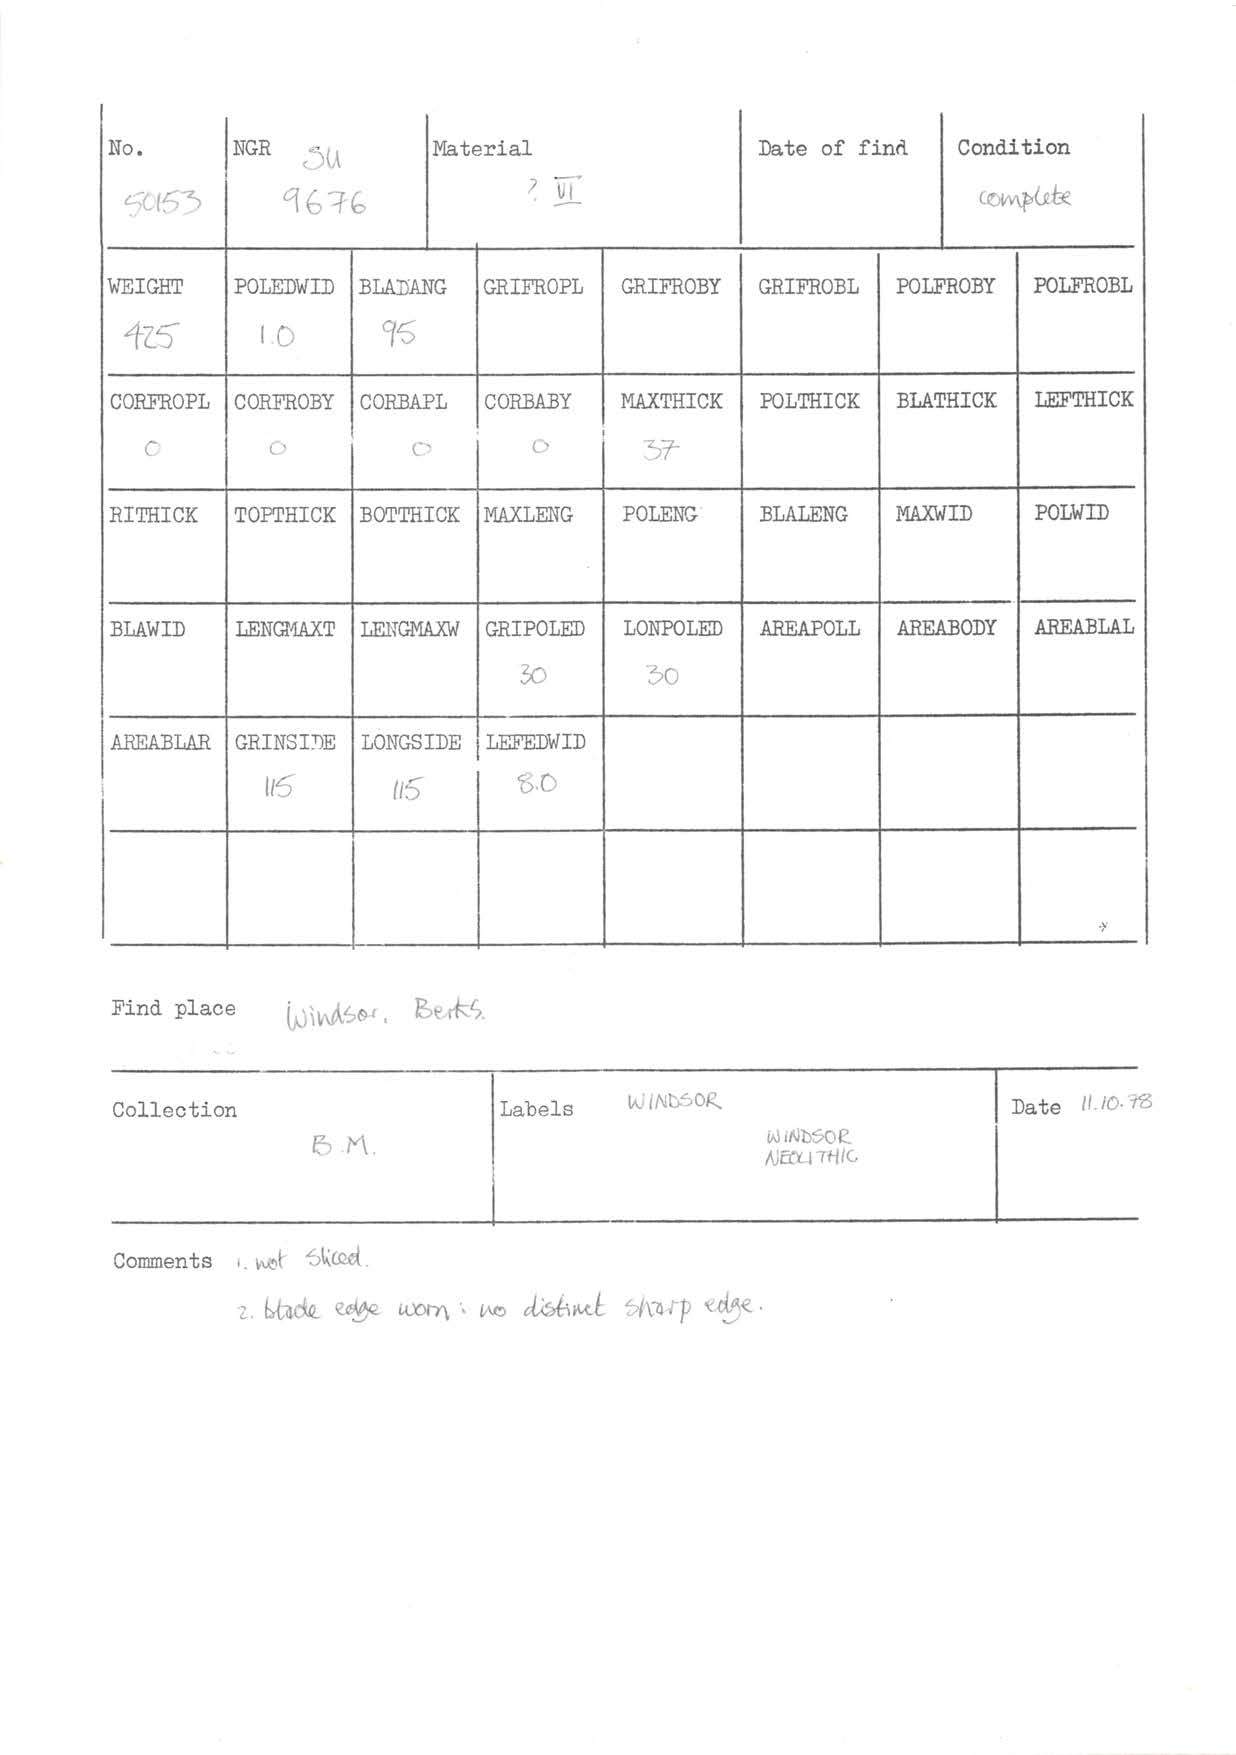 No. NGR SU Material Date of find Condition
50153 9676 ? VI complete
WEIGHT POLEDWID BLADANG GRIFROPL GRIFROBY GRIFROBL POLFROBY POLFROBL
425 1.0 95
CORFROPL CORFROBY CORBAPL CORBABY MAXTHICK POLTHICK BLATHICK LEFTHICK
0 0 0 0 37
RITHICK TOPTHICK BOTTHICK MAXLENG POLENG BLALENG MAXWID POLWID
BLAWID LENGMAXT LENGMAXW GRIPOLED LONPOLED AREAPOLL AREABODY AREABLAL
30 30
AREABLAR GRINSIDE LONGSIDE LEFEDWID
115 115 8.0
Find place Windsor, Berks.
Collection Labels WINDSOR Date 11.10.78
B.M. WINDSOR
NEOLITHIC
Comments 1. not sliced.
2. blade edge worn: no distinct sharp edge.